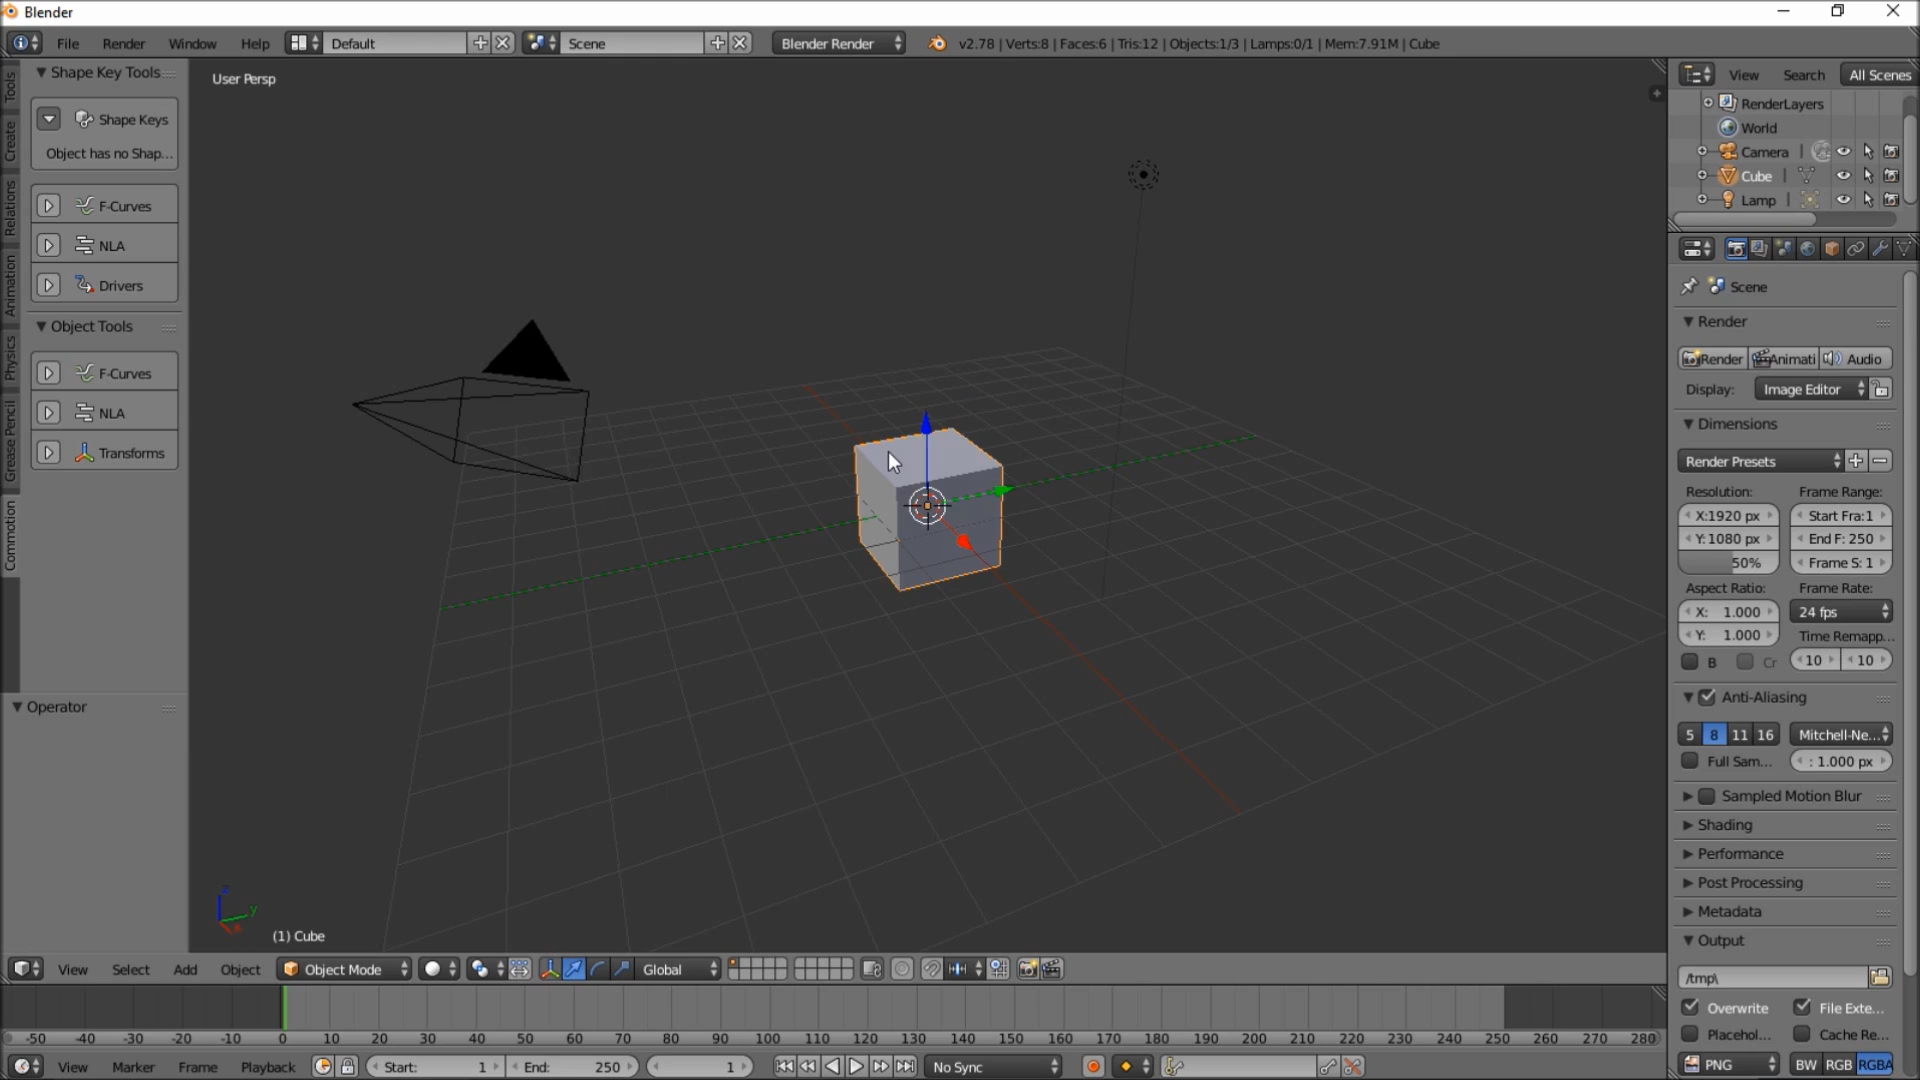 Blender
File Render Window Help Default Scene Blender Render v2.78 | Verts:8 | Faces:6 | Tris:12 | Objects:1/3 | Lamps:0/1 | Mem:7.91M | Cube
Tools
Create
Relations
Animation
Physics
Grease Pencil
Commotion
Shape Key Tools
Shape Keys
Object has no Shap...
F-Curves
NLA
Drivers
Object Tools
F-Curves
NLA
Transforms
Operator
User Persp
z
y
x
(1) Cube
View Search All Scenes
RenderLayers
World
Camera
Cube
Lamp
Scene
Render
Render Animati Audio
Display: Image Editor
Dimensions
Render Presets
Resolution: Frame Range:
X:1920 px Start Fra:1
Y:1080 px End F: 250
50% Frame S: 1
Aspect Ratio: Frame Rate:
X: 1.000 24 fps
Y: 1.000 Time Remapp...
B Cr 10 10
Anti-Aliasing
5 8 11 16 Mitchell-Ne...
Full Sam... : 1.000 px
Sampled Motion Blur
Shading
Performance
Post Processing
Metadata
Output
/tmp\
Overwrite File Exte...
Placehol... Cache Re...
PNG BW RGB RGBA
View Select Add Object Object Mode Global
-50 -40 -30 -20 -10 0 10 20 30 40 50 60 70 80 90 100 110 120 130 140 150 160 170 180 190 200 210 220 230 240 250 260 270 280
View Marker Frame Playback Start: 1 End: 250 1 No Sync